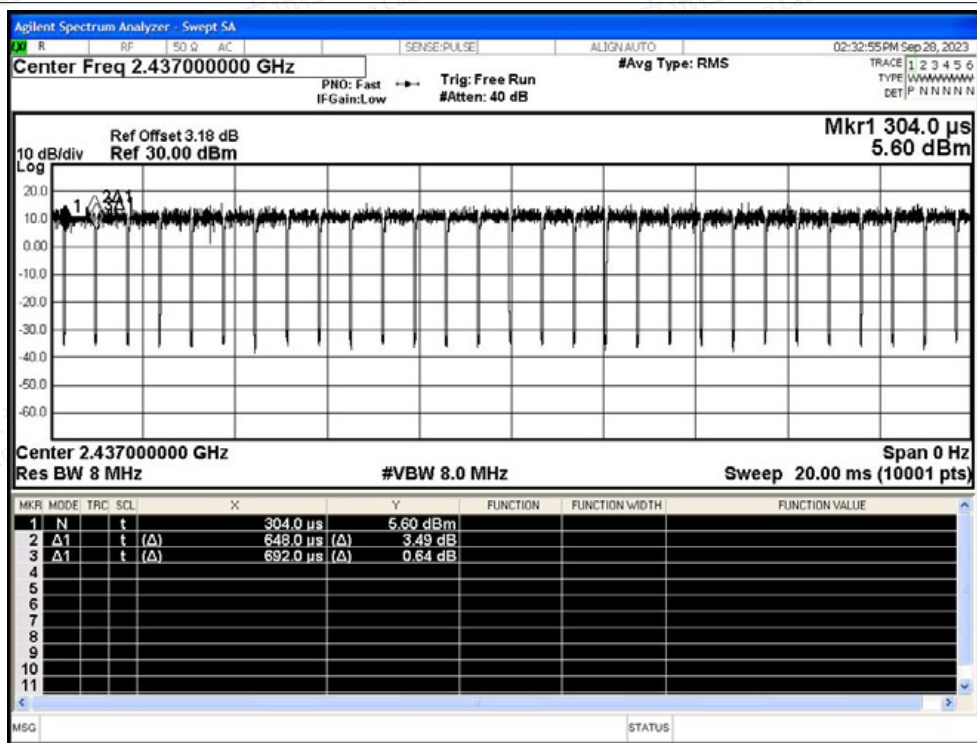 Agilent Spectrum Analyzer - Swept SA
R RF 50 Ω AC SENSE:PULSE ALIGN AUTO 02:32:55 PM Sep 28, 2023
Center Freq 2.437000000 GHz #Avg Type: RMS TRACE 1 2 3 4 5 6
PNO: Fast Trig: Free Run TYPE WWWWWW
IFGain:Low #Atten: 40 dB DET P N N N N N
Mkr1 304.0 µs
Ref Offset 3.18 dB
10 dB/div Ref 30.00 dBm 5.60 dBm
Log
20.0
1 2Δ1
3Δ1
10.0
0.00
-10.0
-20.0
-30.0
-40.0
-50.0
-60.0
Center 2.437000000 GHz Span 0 Hz
Res BW 8 MHz #VBW 8.0 MHz Sweep 20.00 ms (10001 pts)
MKR MODE TRC SCL X Y FUNCTION FUNCTION WIDTH FUNCTION VALUE
1 N t 304.0 µs 5.60 dBm
2 Δ1 t (Δ) 648.0 µs (Δ) 3.49 dB
3 Δ1 t (Δ) 692.0 µs (Δ) 0.64 dB
4
5
6
7
8
9
10
11
MSG STATUS